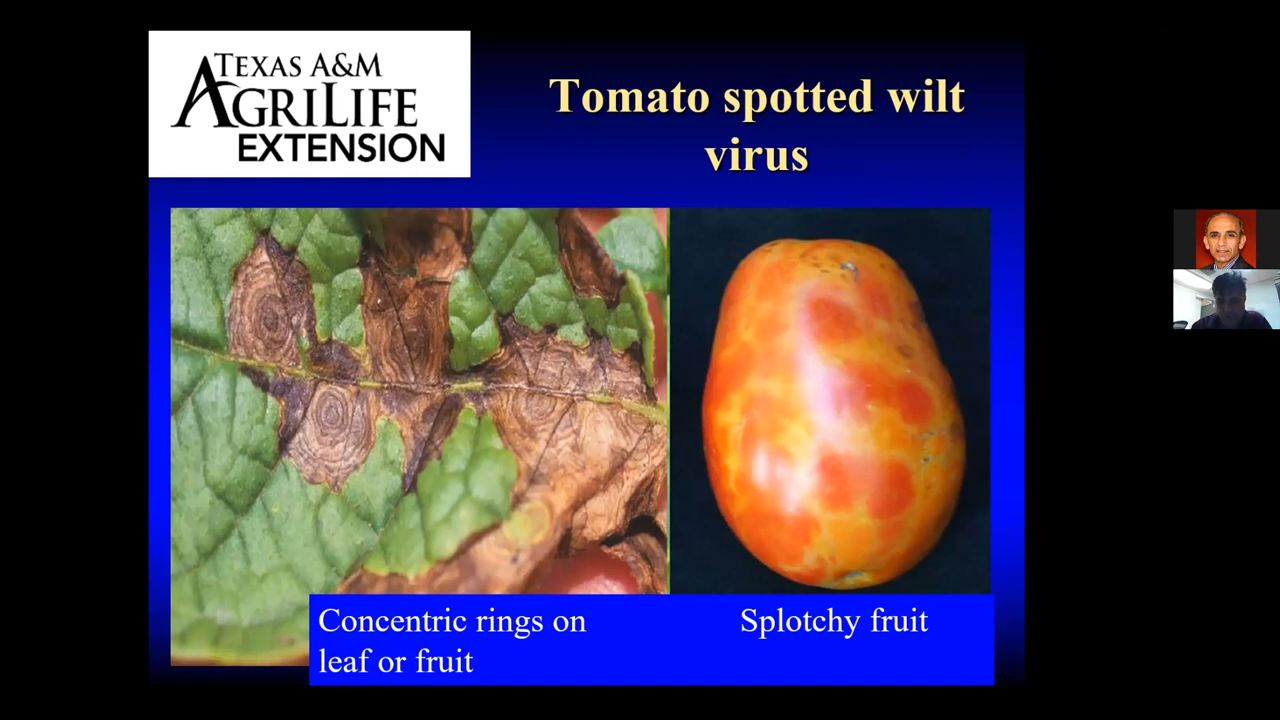 TEXAS A&M
AGRILIFE
EXTENSION
Tomato spotted wilt
virus
Concentric rings on
leaf or fruit
Splotchy fruit